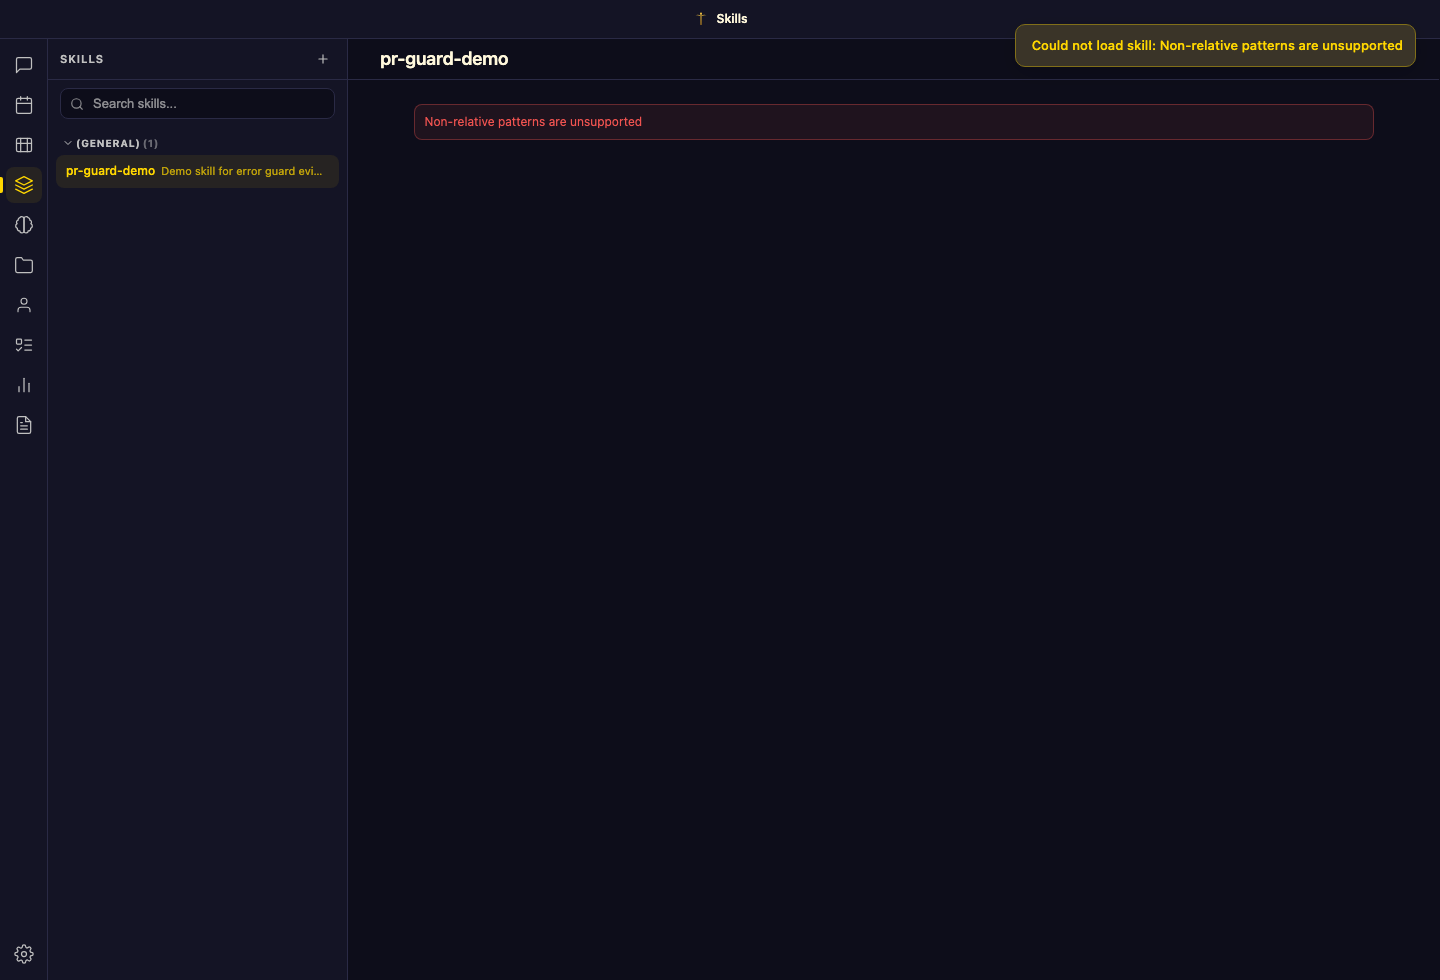 Skills
Could not load skill: Non-relative patterns are unsupported
SKILLS
pr-guard-demo
Search skills...
Non-relative patterns are unsupported
(GENERAL) (1)
pr-guard-demo Demo skill for error guard evi...